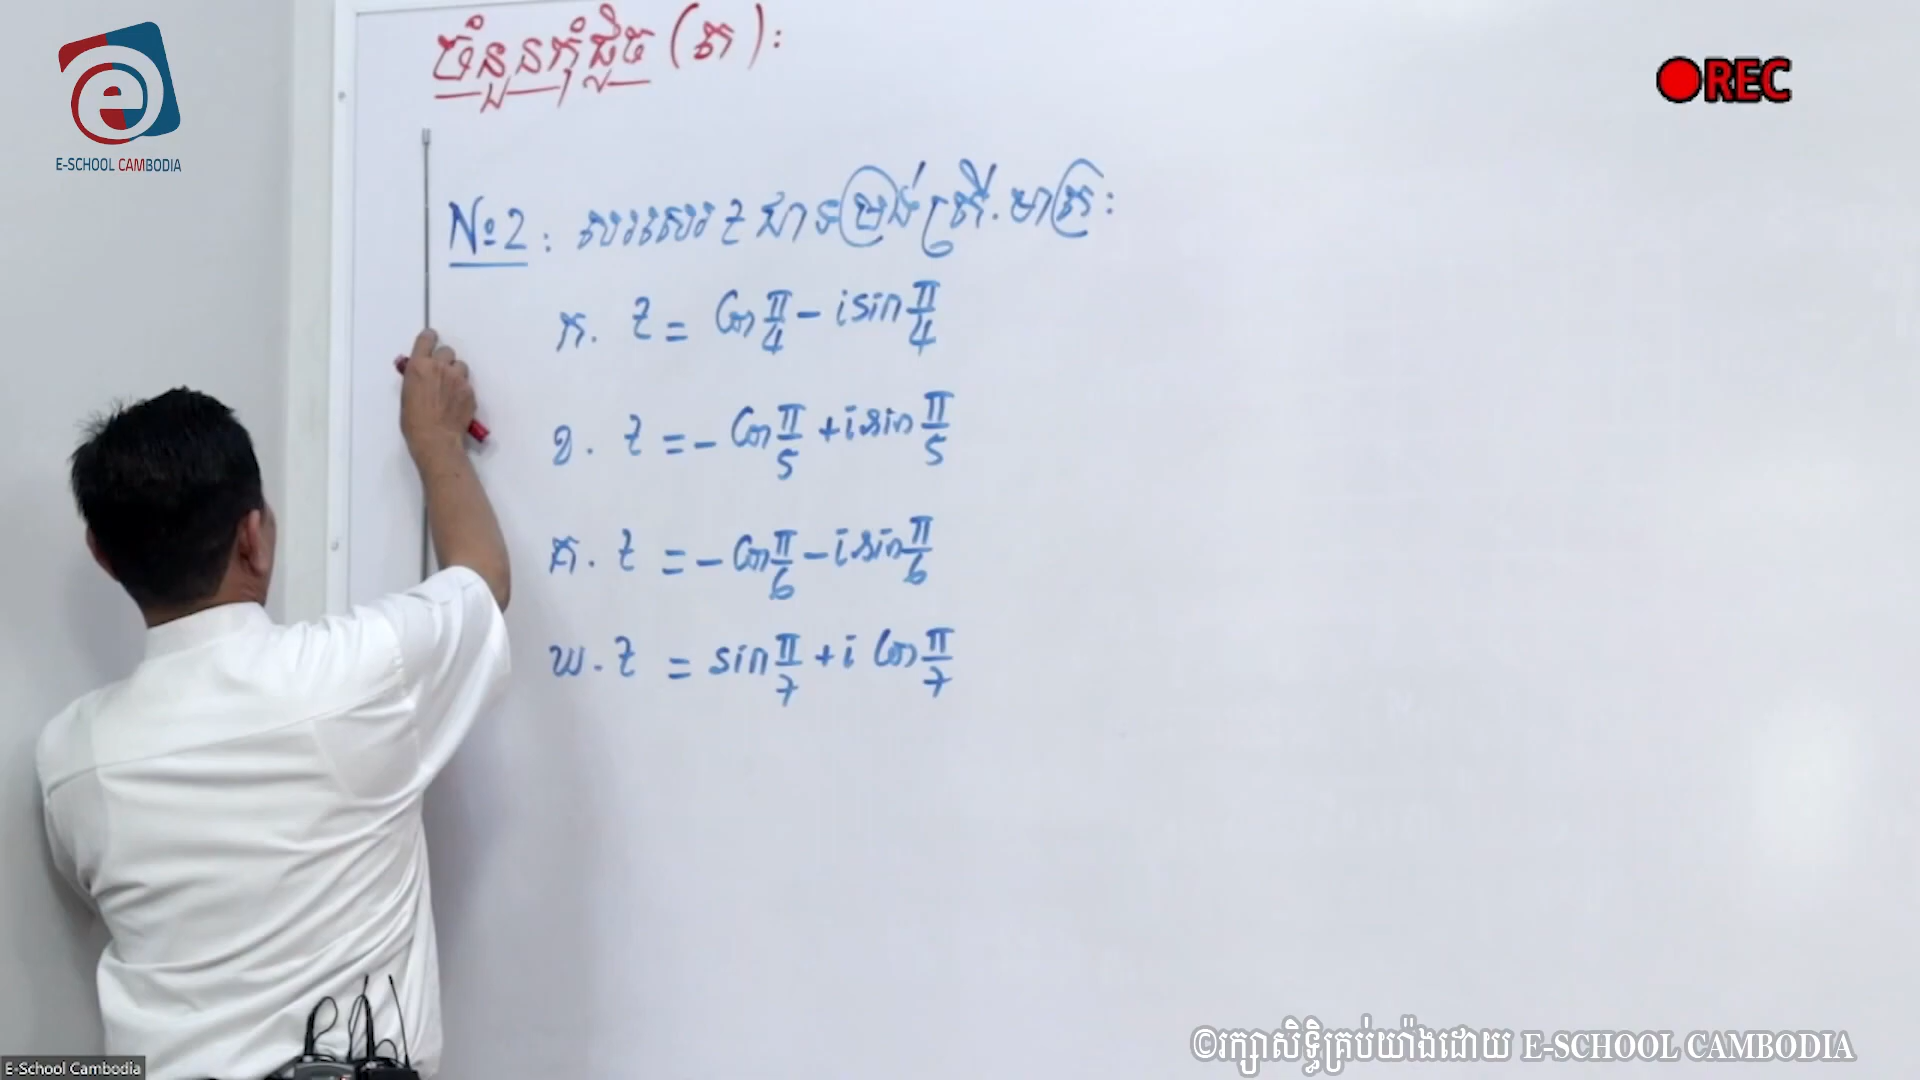 ចំនួនកុំផ្លិច (ត) :
E-SCHOOL CAMBODIA
REC
№2 : សរសេរ z ជាទម្រង់ត្រីមាត្រ :
ក. z = cos π/4 - i sin π/4
ខ. z = - cos π/5 + i sin π/5
គ. z = - cos π/6 - i sin π/6
ឃ. z = sin π/7 + i cos π/7
©រក្សាសិទ្ធិគ្រប់យ៉ាងដោយ E-SCHOOL CAMBODIA
E-School Cambodia